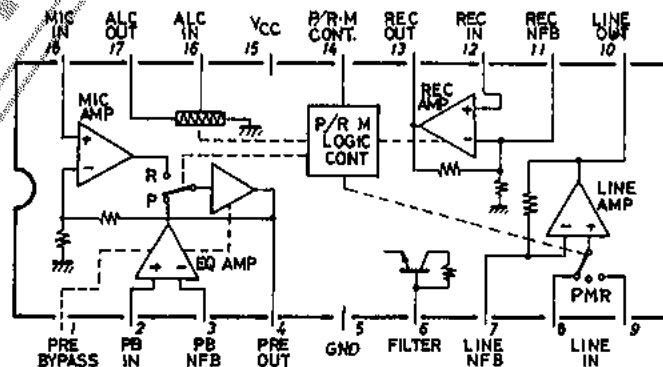 MIC IN
ALC OUT
ALC IN
VCC
P/R·M CONT.
REC OUT
REC IN
REC NFB
LINE OUT
18 17 16 15 14 13 12 11 10
MIC AMP
REC AMP
P/R M LOGIC CONT
R
P
EQ AMP
LINE AMP
PMR
+ − + − + − − +
1 2 3 4 5 6 7 8 9
PRE BYPASS
PB IN
PB NFB
PRE OUT
GND
FILTER
LINE NFB
LINE IN